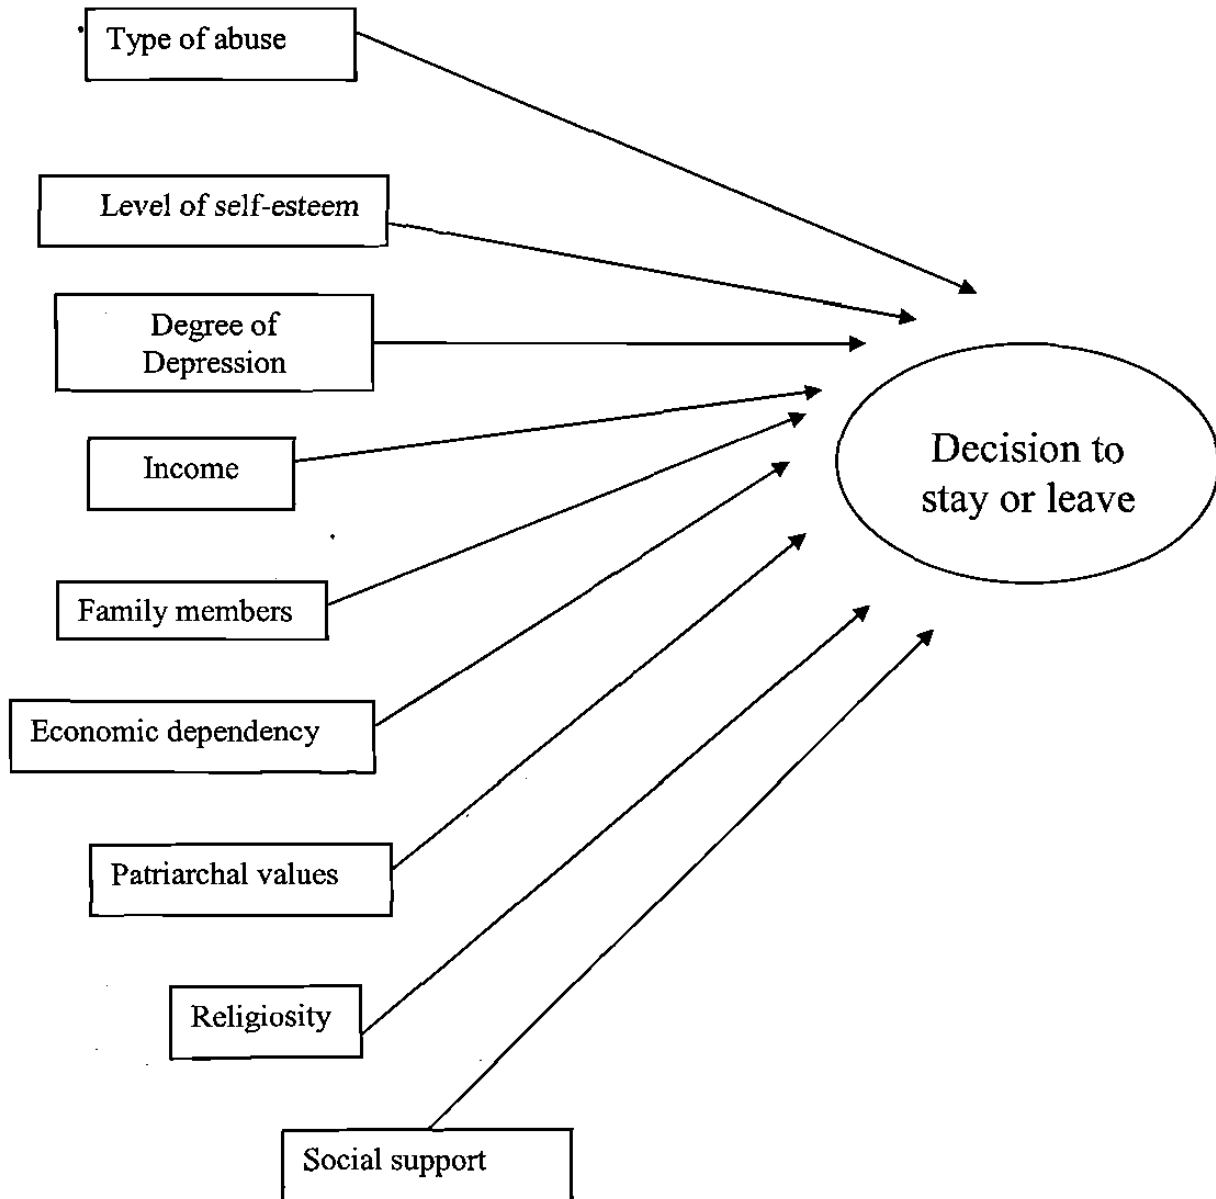 Type of abuse
Level of self-esteem
Degree of
Depression
Income
Decision to
stay or leave
Family members
Economic dependency
Patriarchal values
Religiosity
Social support